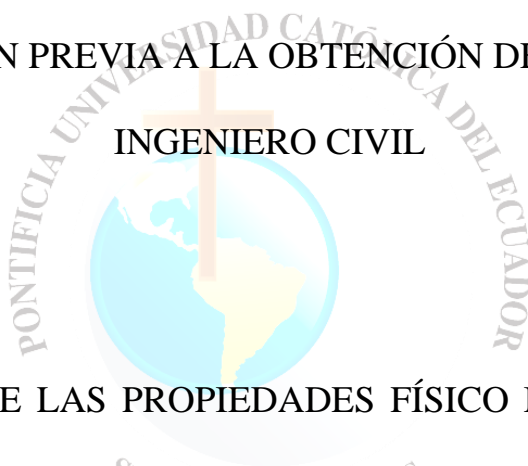 N PREVIA A LA OBTENCIÓN DE
INGENIERO CIVIL
PONTIFICIA UNIVERSIDAD CATÓLICA DEL ECUADOR
E LAS PROPIEDADES FÍSICO